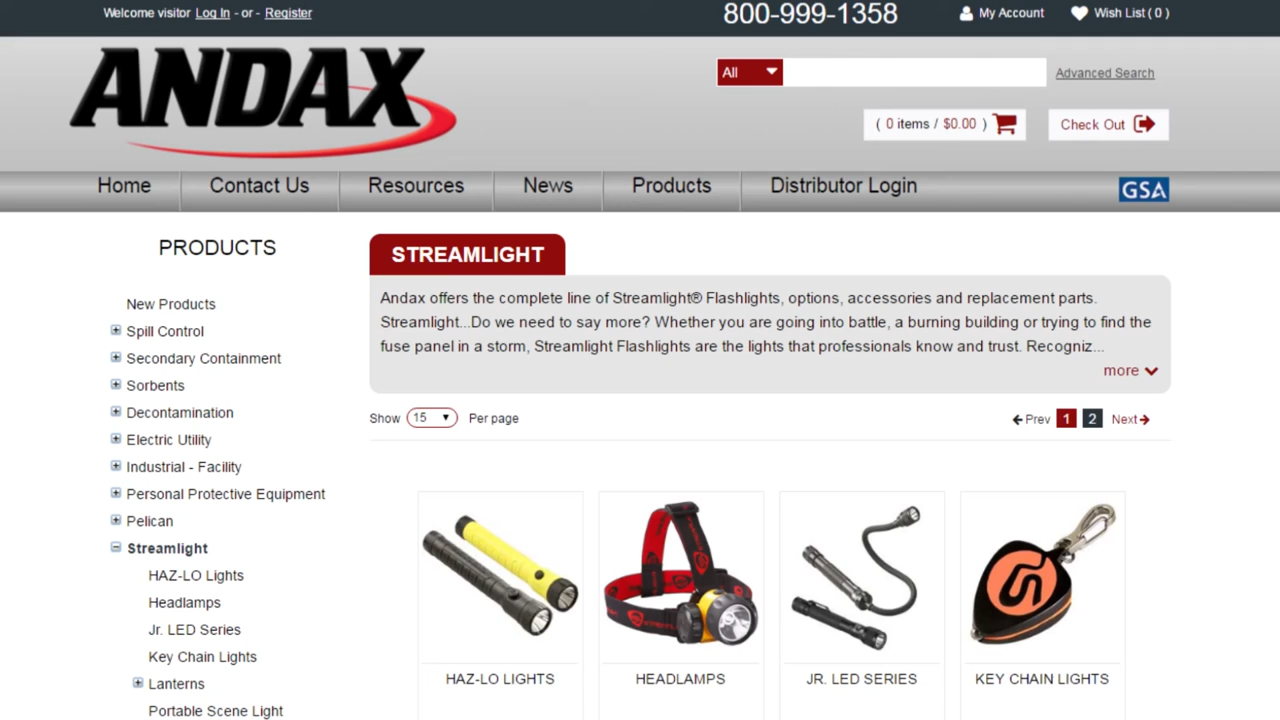 Welcome visitor Log In - or - Register
800-999-1358
My Account
Wish List ( 0 )
ANDAX
All
Advanced Search
( 0 items / $0.00 )
Check Out
Home
Contact Us
Resources
News
Products
Distributor Login
GSA
PRODUCTS
New Products
Spill Control
Secondary Containment
Sorbents
Decontamination
Electric Utility
Industrial - Facility
Personal Protective Equipment
Pelican
Streamlight
HAZ-LO Lights
Headlamps
Jr. LED Series
Key Chain Lights
Lanterns
Portable Scene Light
STREAMLIGHT
Andax offers the complete line of Streamlight® Flashlights, options, accessories and replacement parts.
Streamlight...Do we need to say more? Whether you are going into battle, a burning building or trying to find the
fuse panel in a storm, Streamlight Flashlights are the lights that professionals know and trust. Recogniz...
more
Show 15 Per page
Prev 1 2 Next
HAZ-LO LIGHTS
HEADLAMPS
JR. LED SERIES
KEY CHAIN LIGHTS